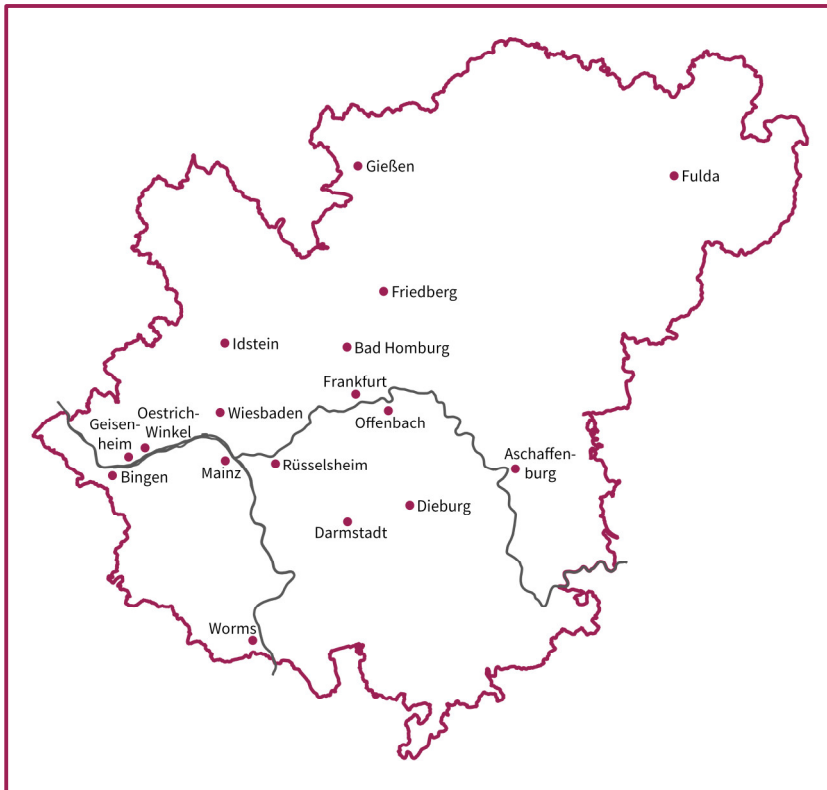 Gießen
Fulda
Friedberg
Idstein
Bad Homburg
Frankfurt
Oestrich-
Winkel
Wiesbaden
Offenbach
Geisen-
heim
Bingen
Mainz
Rüsselsheim
Aschaffen-
burg
Dieburg
Darmstadt
Worms